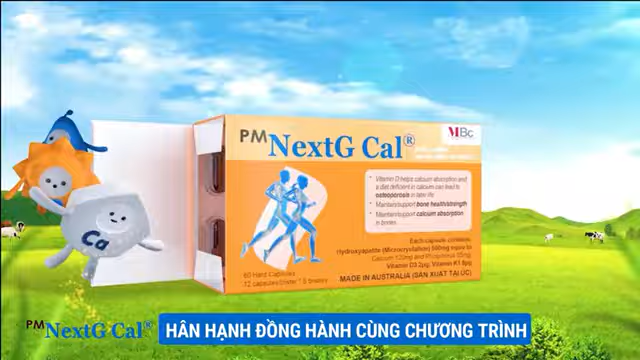 PM NextG Cal®
MBc
• Vitamin D helps calcium absorption and
a diet deficient in calcium can lead to
osteoporosis in later life
• Maintain/support bone health/strength
• Maintain/support calcium absorption
in bones
Each capsule contains:
Hydroxyapatite (Microcrystalline) 500mg equiv to
Calcium 120mg and Phosphorus 55mg
Vitamin D3 2µg, Vitamin K1 8µg
60 Hard Capsules
12 capsules/blister * 5 blisters
MADE IN AUSTRALIA (SẢN XUẤT TẠI ÚC)
Ca
PM NextG Cal®
HÂN HẠNH ĐỒNG HÀNH CÙNG CHƯƠNG TRÌNH